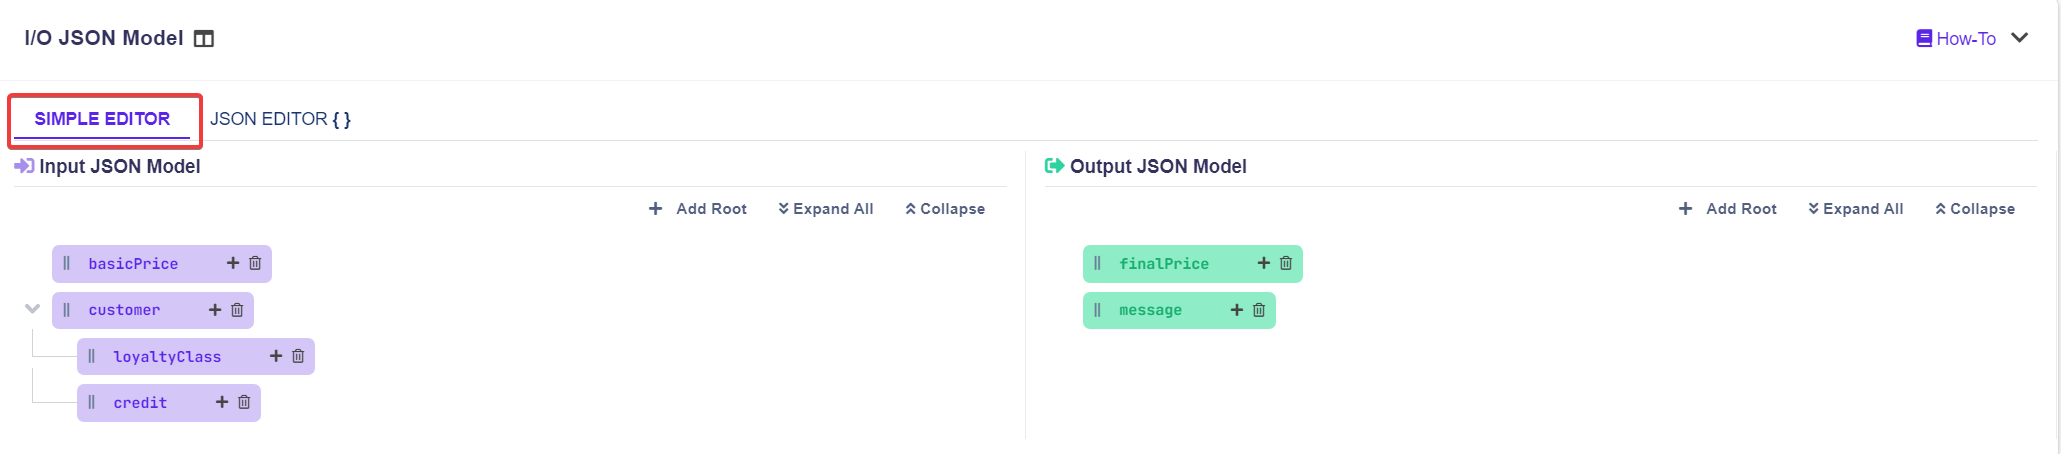 I/O JSON Model
How-To
SIMPLE EDITOR
JSON EDITOR { }
Input JSON Model
Add Root
Expand All
Collapse
basicPrice
customer
loyaltyClass
credit
Output JSON Model
Add Root
Expand All
Collapse
finalPrice
message